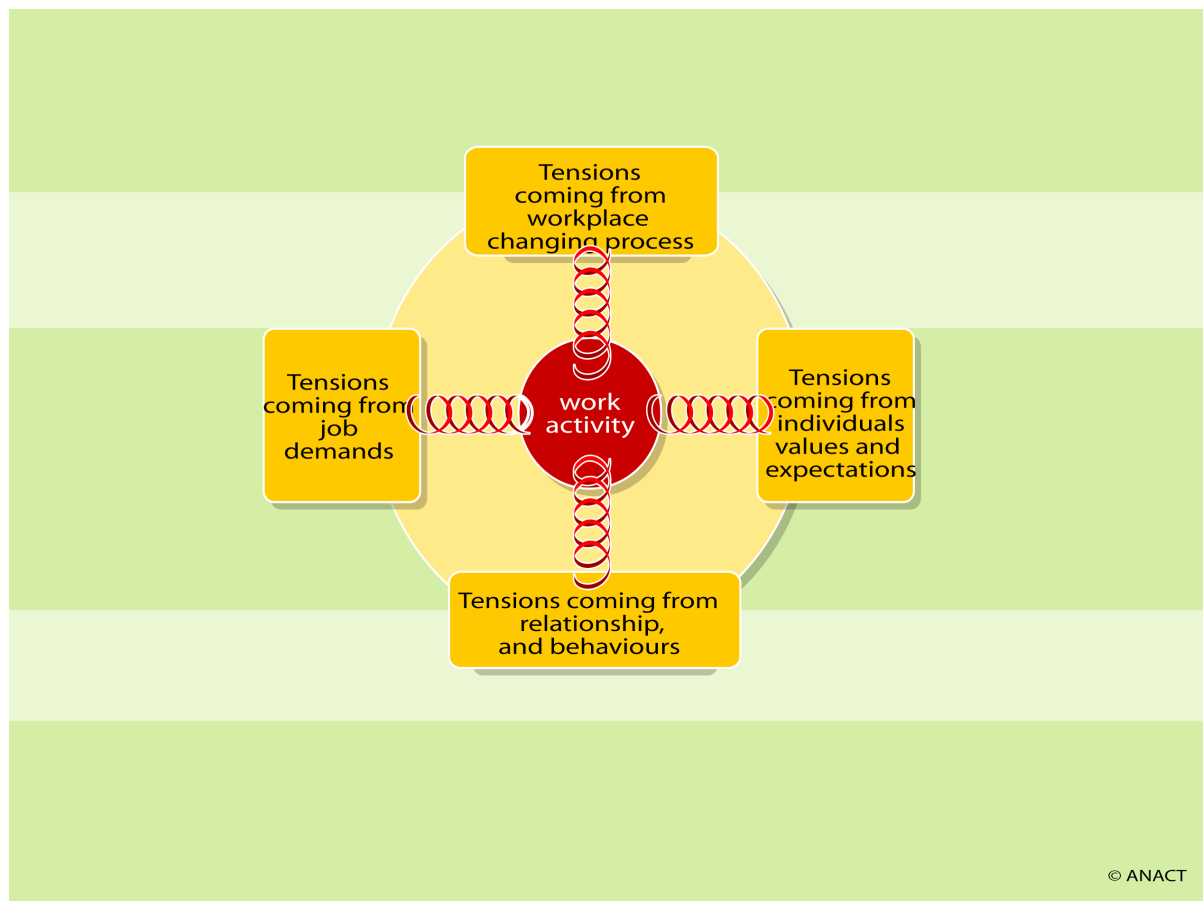 Tensions
coming from
workplace
changing process
Tensions
coming from
job
demands
work
activity
Tensions
coming from
individuals
values and
expectations
Tensions coming from
relationship,
and behaviours
© ANACT